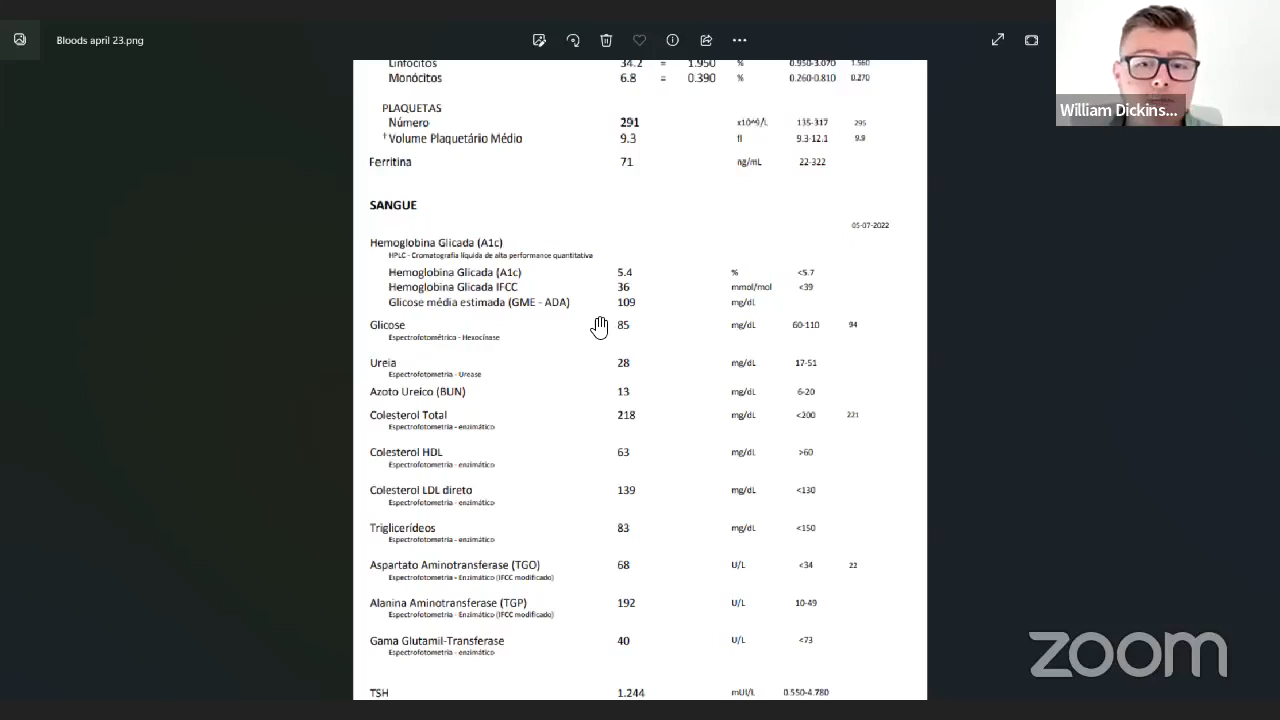 Bloods april 23.png
William Dickins...
Linfócitos 34.2 = 1.950 % 0.950-3.070 1.560
Monócitos 6.8 = 0.390 % 0.260-0.810 0.270
PLAQUETAS
Número 291 x10^9/L 135-317 295
†Volume Plaquetário Médio 9.3 fl 9.3-12.1 9.9
Ferritina 71 ng/mL 22-322
SANGUE
05-07-2022
Hemoglobina Glicada (A1c)
HPLC - Cromatografia líquida de alta performance quantitativa
Hemoglobina Glicada (A1c) 5.4 % <5.7
Hemoglobina Glicada IFCC 36 mmol/mol <39
Glicose média estimada (GME - ADA) 109 mg/dL
Glicose 85 mg/dL 60-110 94
Espectrofotométrico - Hexocinase
Ureia 28 mg/dL 17-51
Espectrofotometria - Urease
Azoto Ureico (BUN) 13 mg/dL 6-20
Colesterol Total 218 mg/dL <200 221
Espectrofotometria - enzimático
Colesterol HDL 63 mg/dL >60
Espectrofotometria - enzimático
Colesterol LDL direto 139 mg/dL <130
Espectrofotometria - enzimático
Triglicerídeos 83 mg/dL <150
Espectrofotometria - enzimático
Aspartato Aminotransferase (TGO) 68 U/L <34 22
Espectrofotometria - Enzimático (IFCC modificado)
Alanina Aminotransferase (TGP) 192 U/L 10-49
Espectrofotometria - Enzimático (IFCC modificado)
Gama Glutamil-Transferase 40 U/L <73
Espectrofotometria - enzimático
TSH 1.244 mUI/L 0.550-4.780
zoom